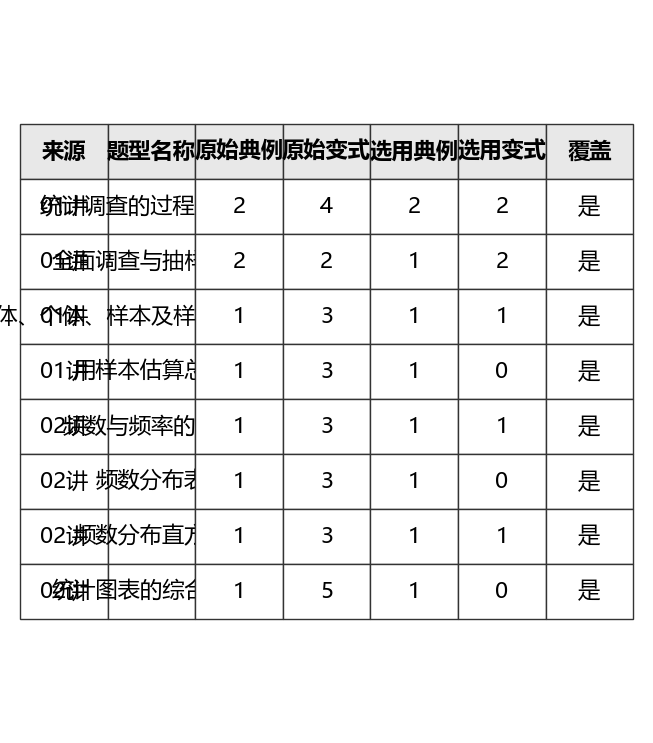 来源 题型名称 原始典例 原始变式 选用典例 选用变式 覆盖
01讲 统计调查的过程 2 4 2 2 是
01讲 全面调查与抽样 2 2 1 2 是
01讲 体、个体、样本及样 1 3 1 1 是
01讲 用样本估算总 1 3 1 0 是
02讲 频数与频率的 1 3 1 1 是
02讲 频数分布表 1 3 1 0 是
02讲 频数分布直方 1 3 1 1 是
02讲 统计图表的综合 1 5 1 0 是